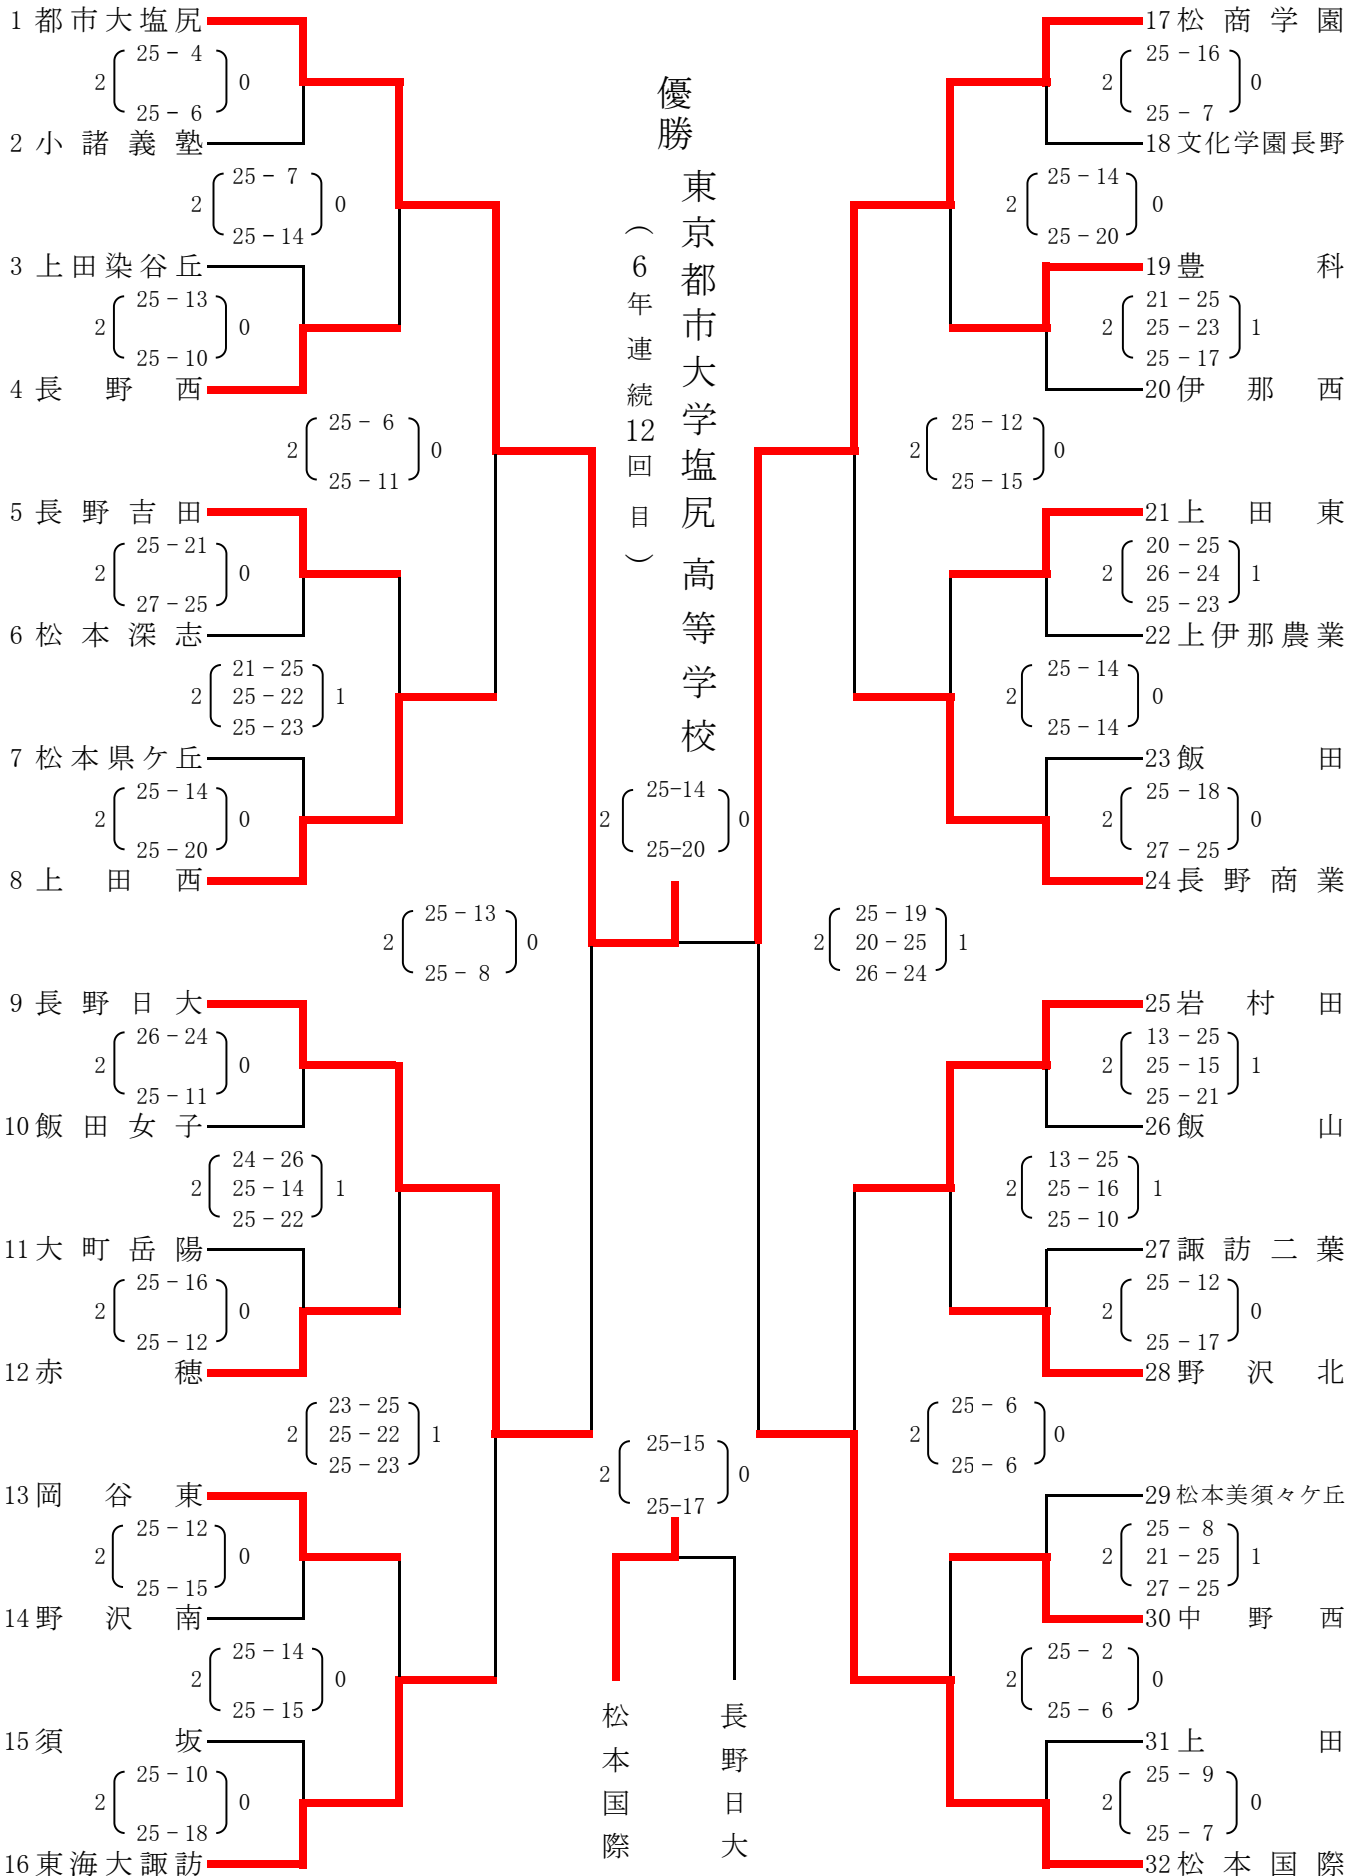 1 都市大塩尻
25 − 4
2 0
25 − 6
2 小諸義塾
25 − 7
2 0
25 − 14
3 上田染谷丘
25 − 13
2 0
25 − 10
4 長野西
25 − 6
2 0
25 − 11
5 長野吉田
25 − 21
2 0
27 − 25
6 松本深志
21 − 25
2 25 − 22 1
25 − 23
7 松本県ケ丘
25 − 14
2 0
25 − 20
8 上田西
25 − 13
2 0
25 − 8
9 長野日大
26 − 24
2 0
25 − 11
10 飯田女子
24 − 26
2 25 − 14 1
25 − 22
11 大町岳陽
25 − 16
2 0
25 − 12
12 赤穂
23 − 25
2 25 − 22 1
25 − 23
13 岡谷東
25 − 12
2 0
25 − 15
14 野沢南
25 − 14
2 0
25 − 15
15 須坂
25 − 10
2 0
25 − 18
16 東海大諏訪
優勝
東京都市大学塩尻高等学校
（6年連続12回目）
25−14
2 0
25−20
25−15
2 0
25−17
松本国際
長野日大
17 松商学園
25 − 16
2 0
25 − 7
18 文化学園長野
25 − 14
2 0
25 − 20
19 豊科
21 − 25
2 25 − 23 1
25 − 17
20 伊那西
25 − 12
2 0
25 − 15
21 上田東
20 − 25
2 26 − 24 1
25 − 23
22 上伊那農業
25 − 14
2 0
25 − 14
23 飯田
25 − 18
2 0
27 − 25
24 長野商業
25 − 19
2 20 − 25 1
26 − 24
25 岩村田
13 − 25
2 25 − 15 1
25 − 21
26 飯山
13 − 25
2 25 − 16 1
25 − 10
27 諏訪二葉
25 − 12
2 0
25 − 17
28 野沢北
25 − 6
2 0
25 − 6
29 松本美須々ケ丘
25 − 8
2 21 − 25 1
27 − 25
30 中野西
25 − 2
2 0
25 − 6
31 上田
25 − 9
2 0
25 − 7
32 松本国際